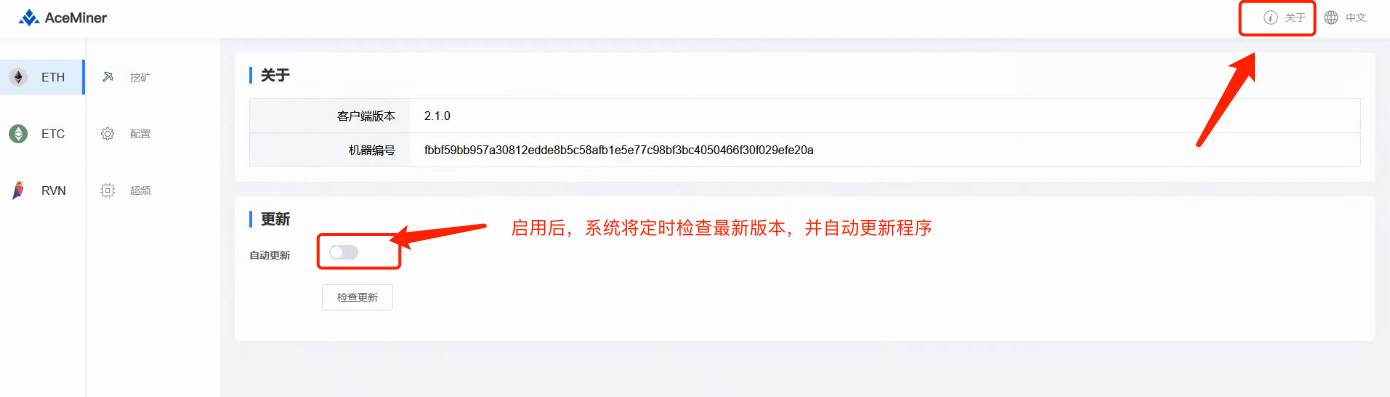 AceMiner
关于
中文
ETH
挖矿
ETC
配置
RVN
超频
关于
客户端版本 2.1.0
机器编号 fbbf59bb957a30812edde8b5c58afb1e5e77c98bf3bc4050466f30f029efe20a
更新
启用后，系统将定时检查最新版本，并自动更新程序
自动更新
检查更新